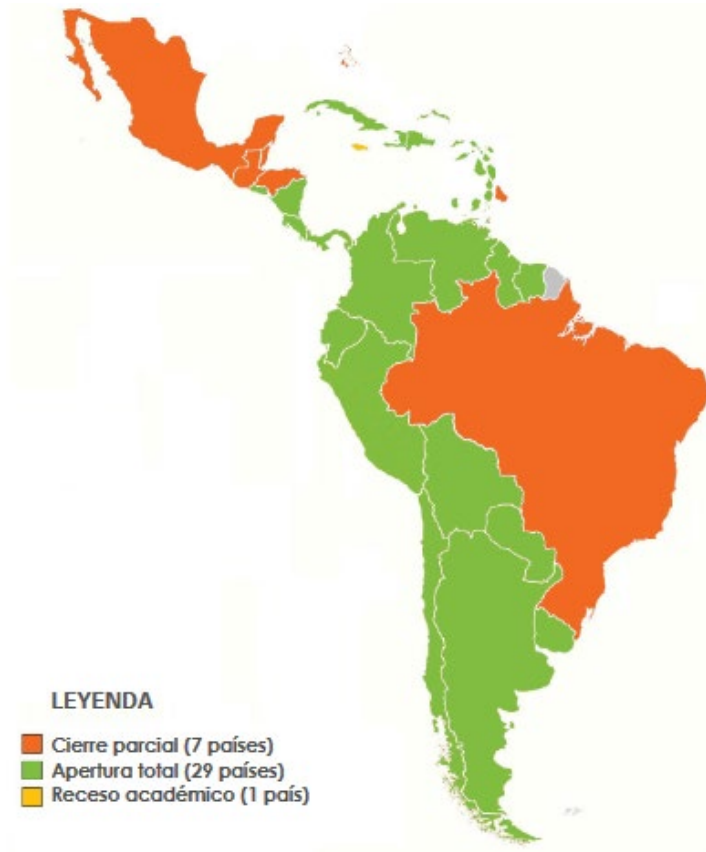 LEYENDA
Cierre parcial (7 países)
Apertura total (29 países)
Receso académico (1 país)